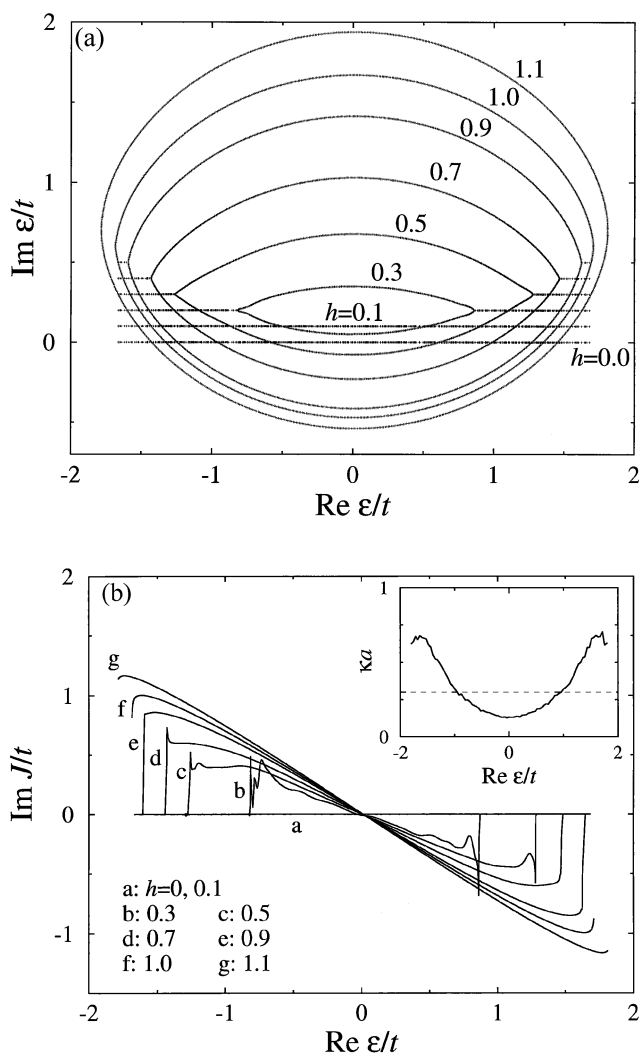 (a)
2
1.1
1.0
0.9
1
0.7
0.5
0.3
h=0.1
0
h=0.0
Im ε/t
-2 -1 0 1 2
Re ε/t
(b)
2
1
g
f
e
d
c
b
a
0
-1
Im J/t
1
κa
0
-2 0 2
Re ε/t
a: h=0, 0.1
b: 0.3 c: 0.5
d: 0.7 e: 0.9
f: 1.0 g: 1.1
-2 -1 0 1 2
Re ε/t